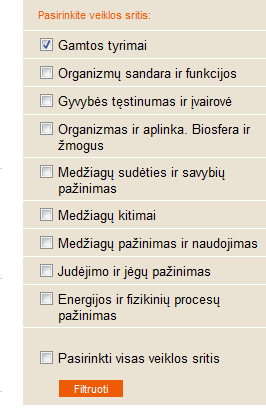 Pasirinkite veiklos sritis:
Gamtos tyrimai
Organizmų sandara ir funkcijos
Gyvybės tęstinumas ir įvairovė
Organizmas ir aplinka. Biosfera ir
žmogus
Medžiagų sudėties ir savybių
pažinimas
Medžiagų kitimai
Medžiagų pažinimas ir naudojimas
Judėjimo ir jėgų pažinimas
Energijos ir fizikinių procesų
pažinimas
Pasirinkti visas veiklos sritis
Filtruoti